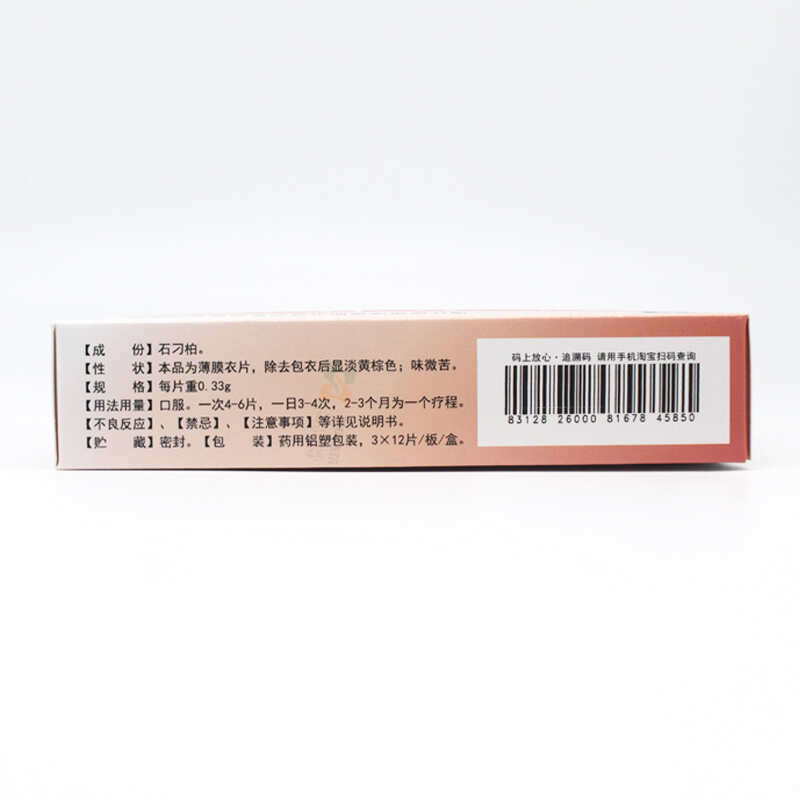 【成　份】石刁柏。
【性　状】本品为薄膜衣片，除去包衣后显淡黄棕色；味微苦。
【规　格】每片重0.33g
【用法用量】口服。一次4-6片，一日3-4次，2-3个月为一个疗程。
【不良反应】、【禁忌】、【注意事项】等详见说明书。
【贮　藏】密封。【包　装】药用铝塑包装，3×12片/板/盒。
码上放心·追溯码 请用手机淘宝扫码查询
83128 26000 81678 45850